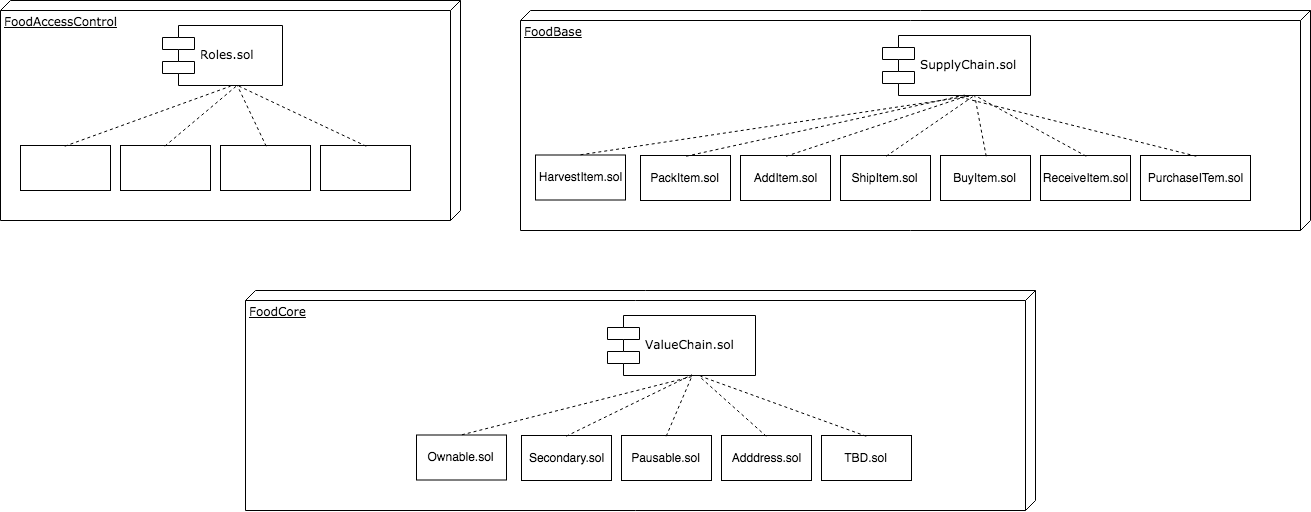 FoodAccessControl
Roles.sol
FoodBase
SupplyChain.sol
HarvestItem.sol
PackItem.sol
AddItem.sol
ShipItem.sol
BuyItem.sol
ReceiveItem.sol
PurchaseITem.sol
FoodCore
ValueChain.sol
Ownable.sol
Secondary.sol
Pausable.sol
Adddress.sol
TBD.sol